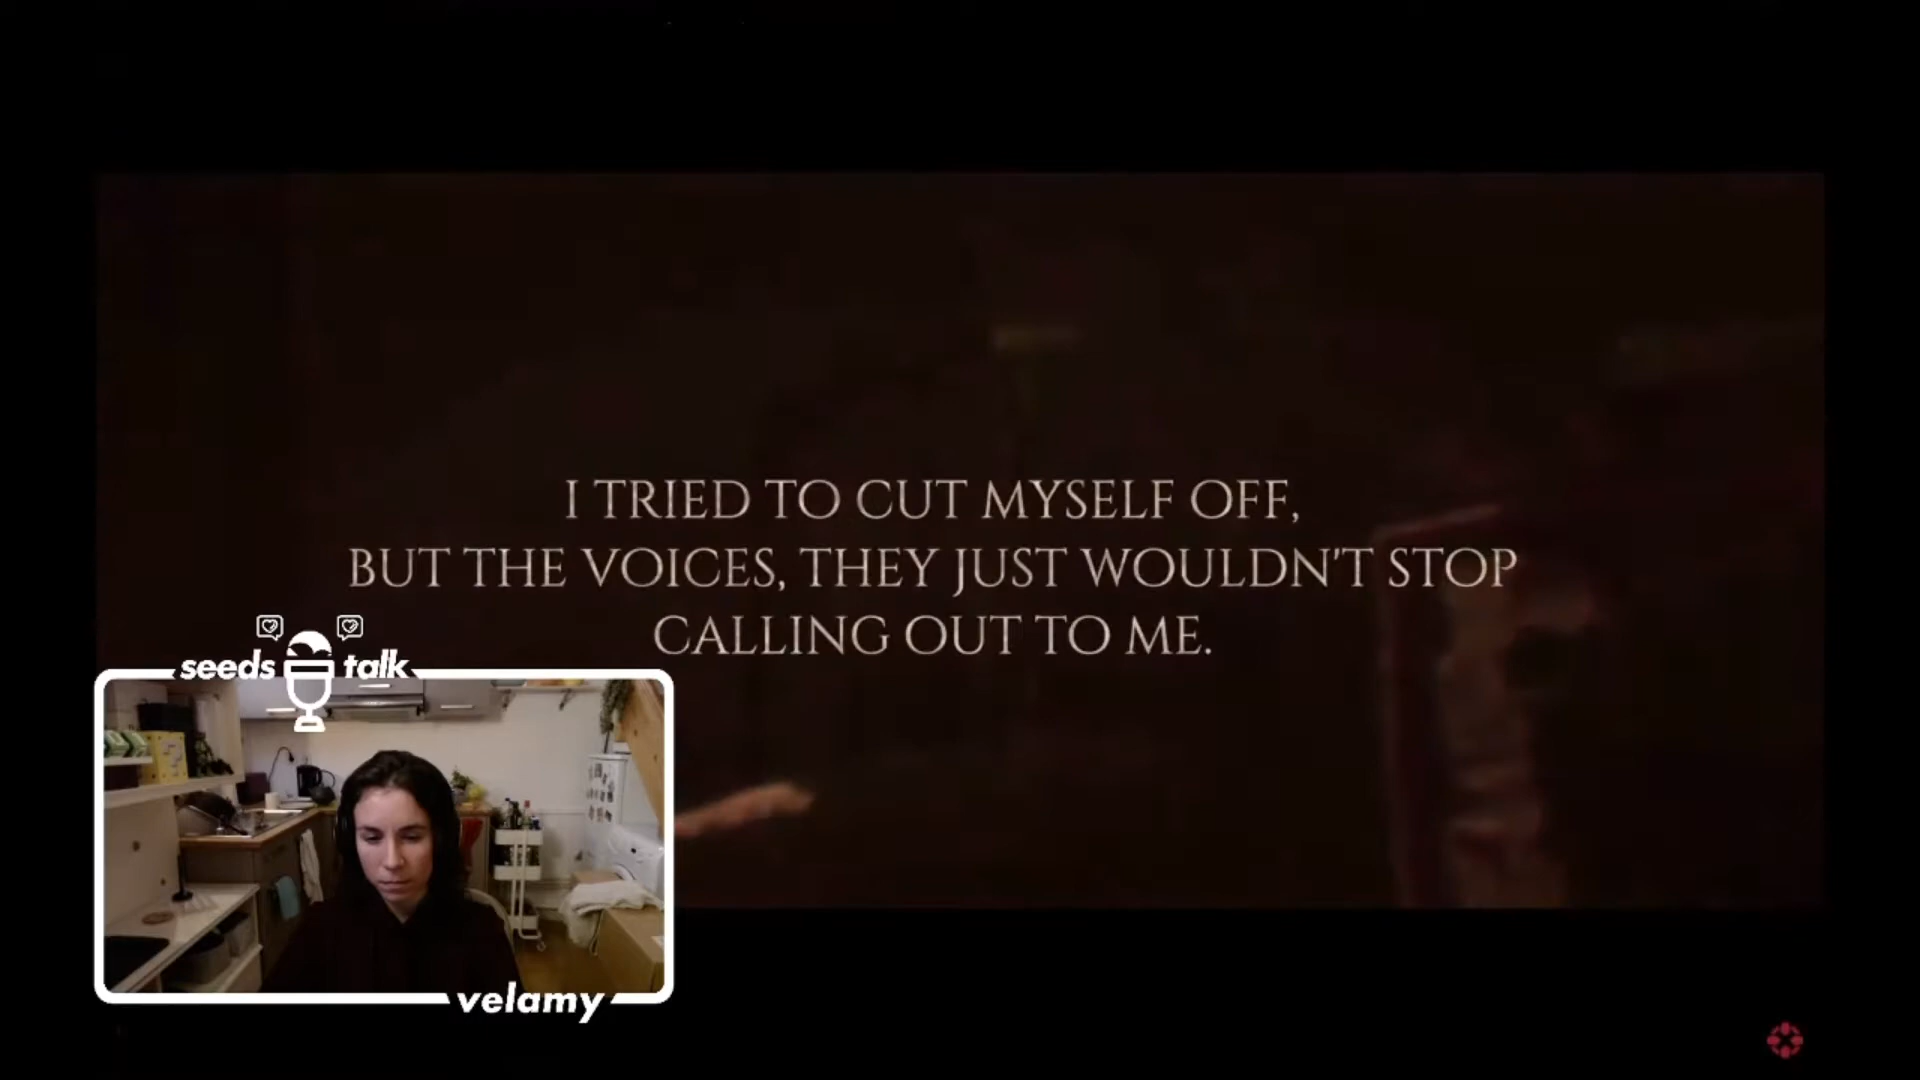 I TRIED TO CUT MYSELF OFF,
BUT THE VOICES, THEY JUST WOULDN'T STOP
CALLING OUT TO ME.
seeds talk
velamy